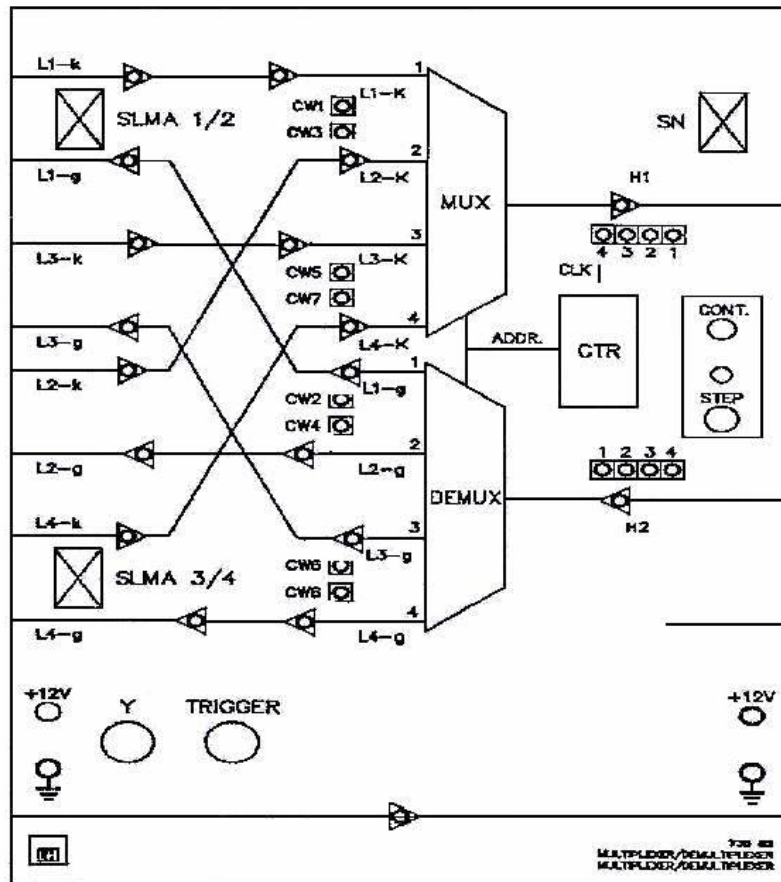 L1-k
SLMA 1/2
L1-g
L3-k
L3-g
L2-k
L2-g
L4-k
SLMA 3/4
L4-g
CW1
CW3
CW5
CW7
CW2
CW4
CW6
CW8
1
L1-K
2
L2-K
3
L3-K
4
L4-K
MUX
1
L1-g
2
L2-g
3
L3-g
4
L4-g
DEMUX
ADDR.
SN
H1
4 3 2 1
CLK
CTR
CONT.
STEP
1 2 3 4
H2
+12V
Y
TRIGGER
+12V
LH
MULTIPLEXER/DEMULTIPLEXER
MULTIPLEXER/DEMULTIPLEXER